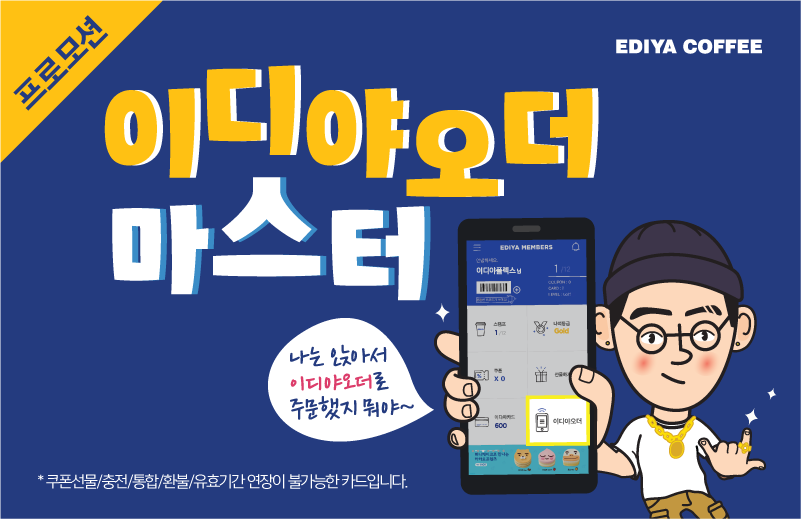 프로모션
EDIYA COFFEE
이디야오더
마스터
EDIYA MEMBERS
안녕하세요
이디야플렉스 님
1 / 12
스탬프
1 / 12
나의등급
Gold
쿠폰
X 0
선물하기
이디야카드
600
이디야오더
나는 앉아서
이디야오더로
주문했지 뭐야~
* 쿠폰선물/충전/통합/환불/유효기간 연장이 불가능한 카드입니다.